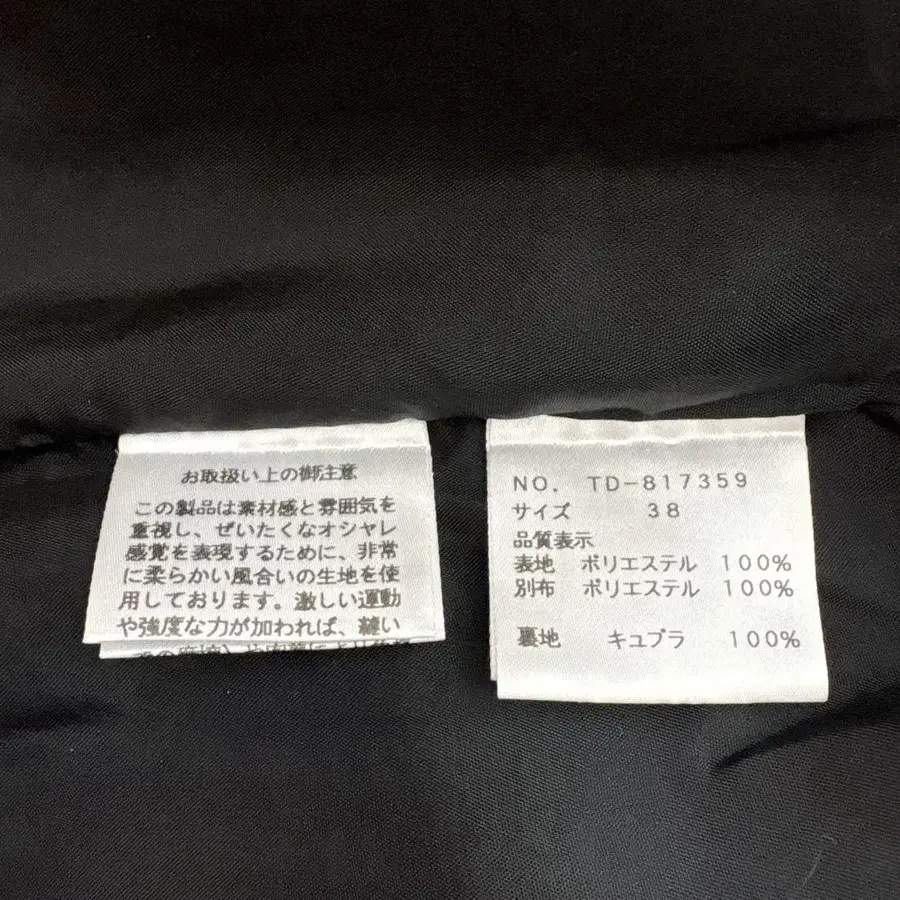 お取扱い上の御注意
この製品は素材感と雰囲気を
重視し、ぜいたくなオシャレ
感覚を表現するために、非常
に柔らかい風合いの生地を使
用しております。激しい運動
や強度な力が加われば、縫い
NO. TD-817359
サイズ 38
品質表示
表地 ポリエステル 100%
別布 ポリエステル 100%
裏地 キュプラ 100%